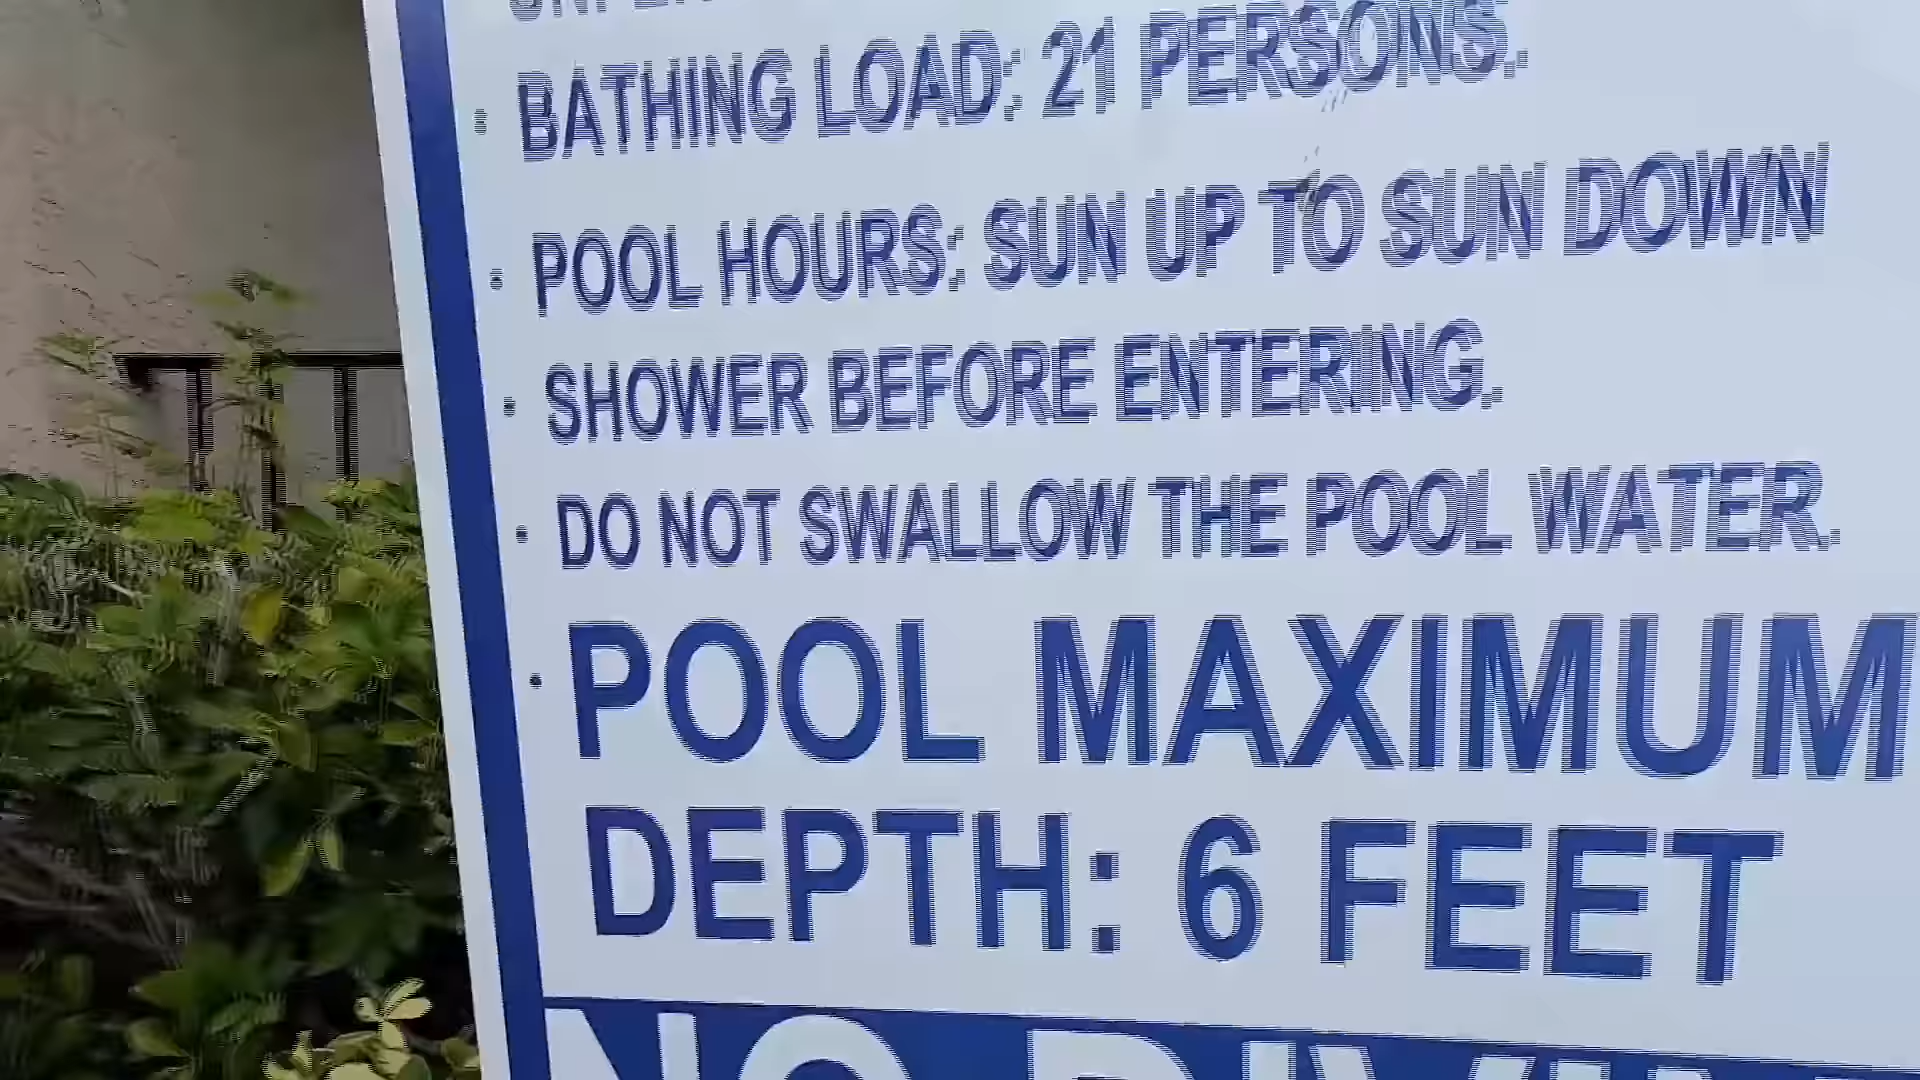 · BATHING LOAD: 21 PERSONS.
· POOL HOURS: SUN UP TO SUN DOWN
· SHOWER BEFORE ENTERING.
· DO NOT SWALLOW THE POOL WATER.
· POOL MAXIMUM
DEPTH: 6 FEET
NO